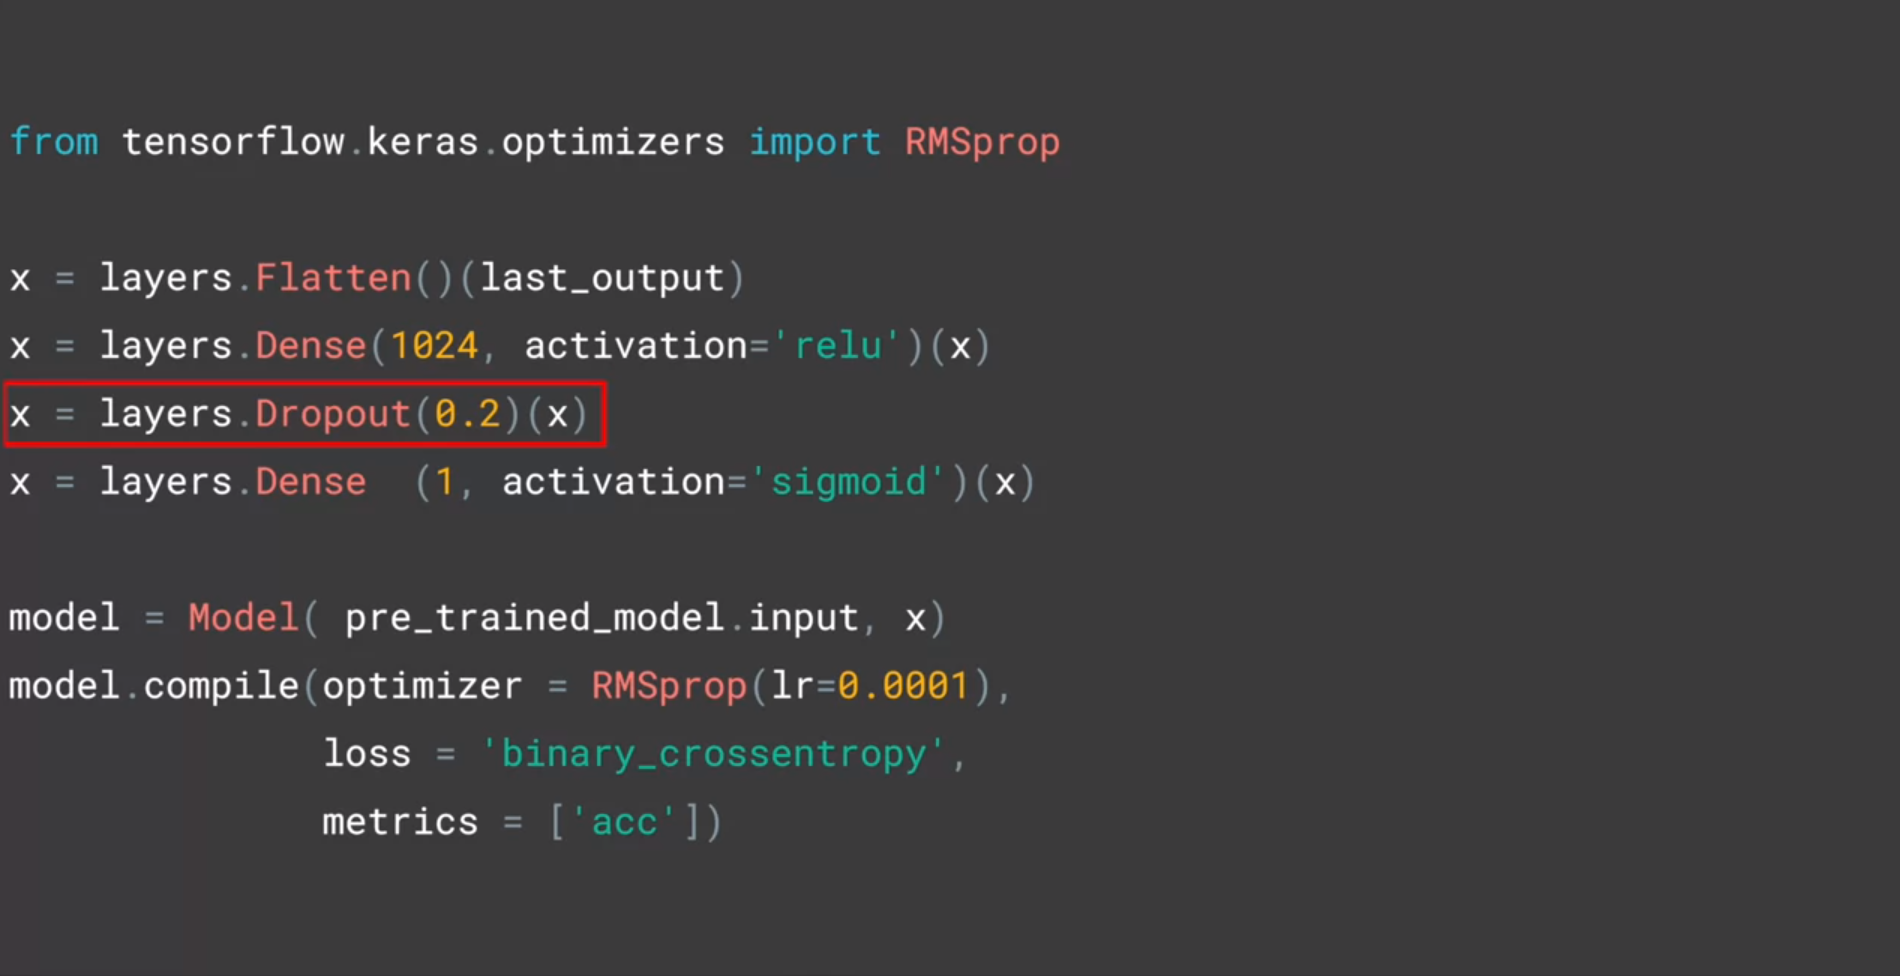 from tensorflow.keras.optimizers import RMSprop
x = layers.Flatten()(last_output)
x = layers.Dense(1024, activation='relu')(x)
x = layers.Dropout(0.2)(x)
x = layers.Dense  (1, activation='sigmoid')(x)
model = Model( pre_trained_model.input, x)
model.compile(optimizer = RMSprop(lr=0.0001),
              loss = 'binary_crossentropy',
              metrics = ['acc'])